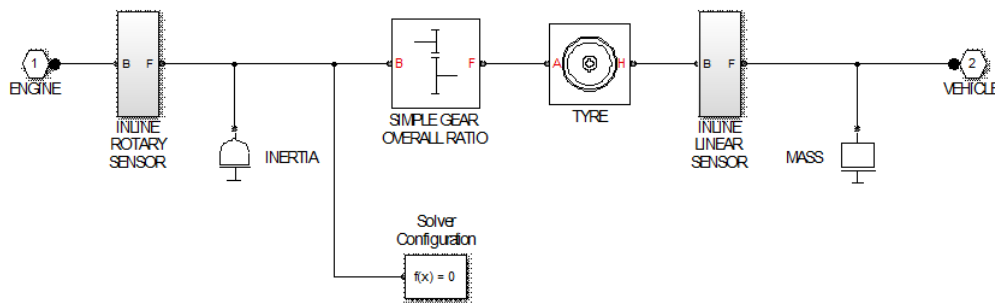 1
ENGINE
B F
INLINE
ROTARY
SENSOR
INERTIA
B F
SIMPLE GEAR
OVERALL RATIO
A H
TYRE
B F
INLINE
LINEAR
SENSOR
MASS
2
VEHICLE
Solver
Configuration
f(x) = 0